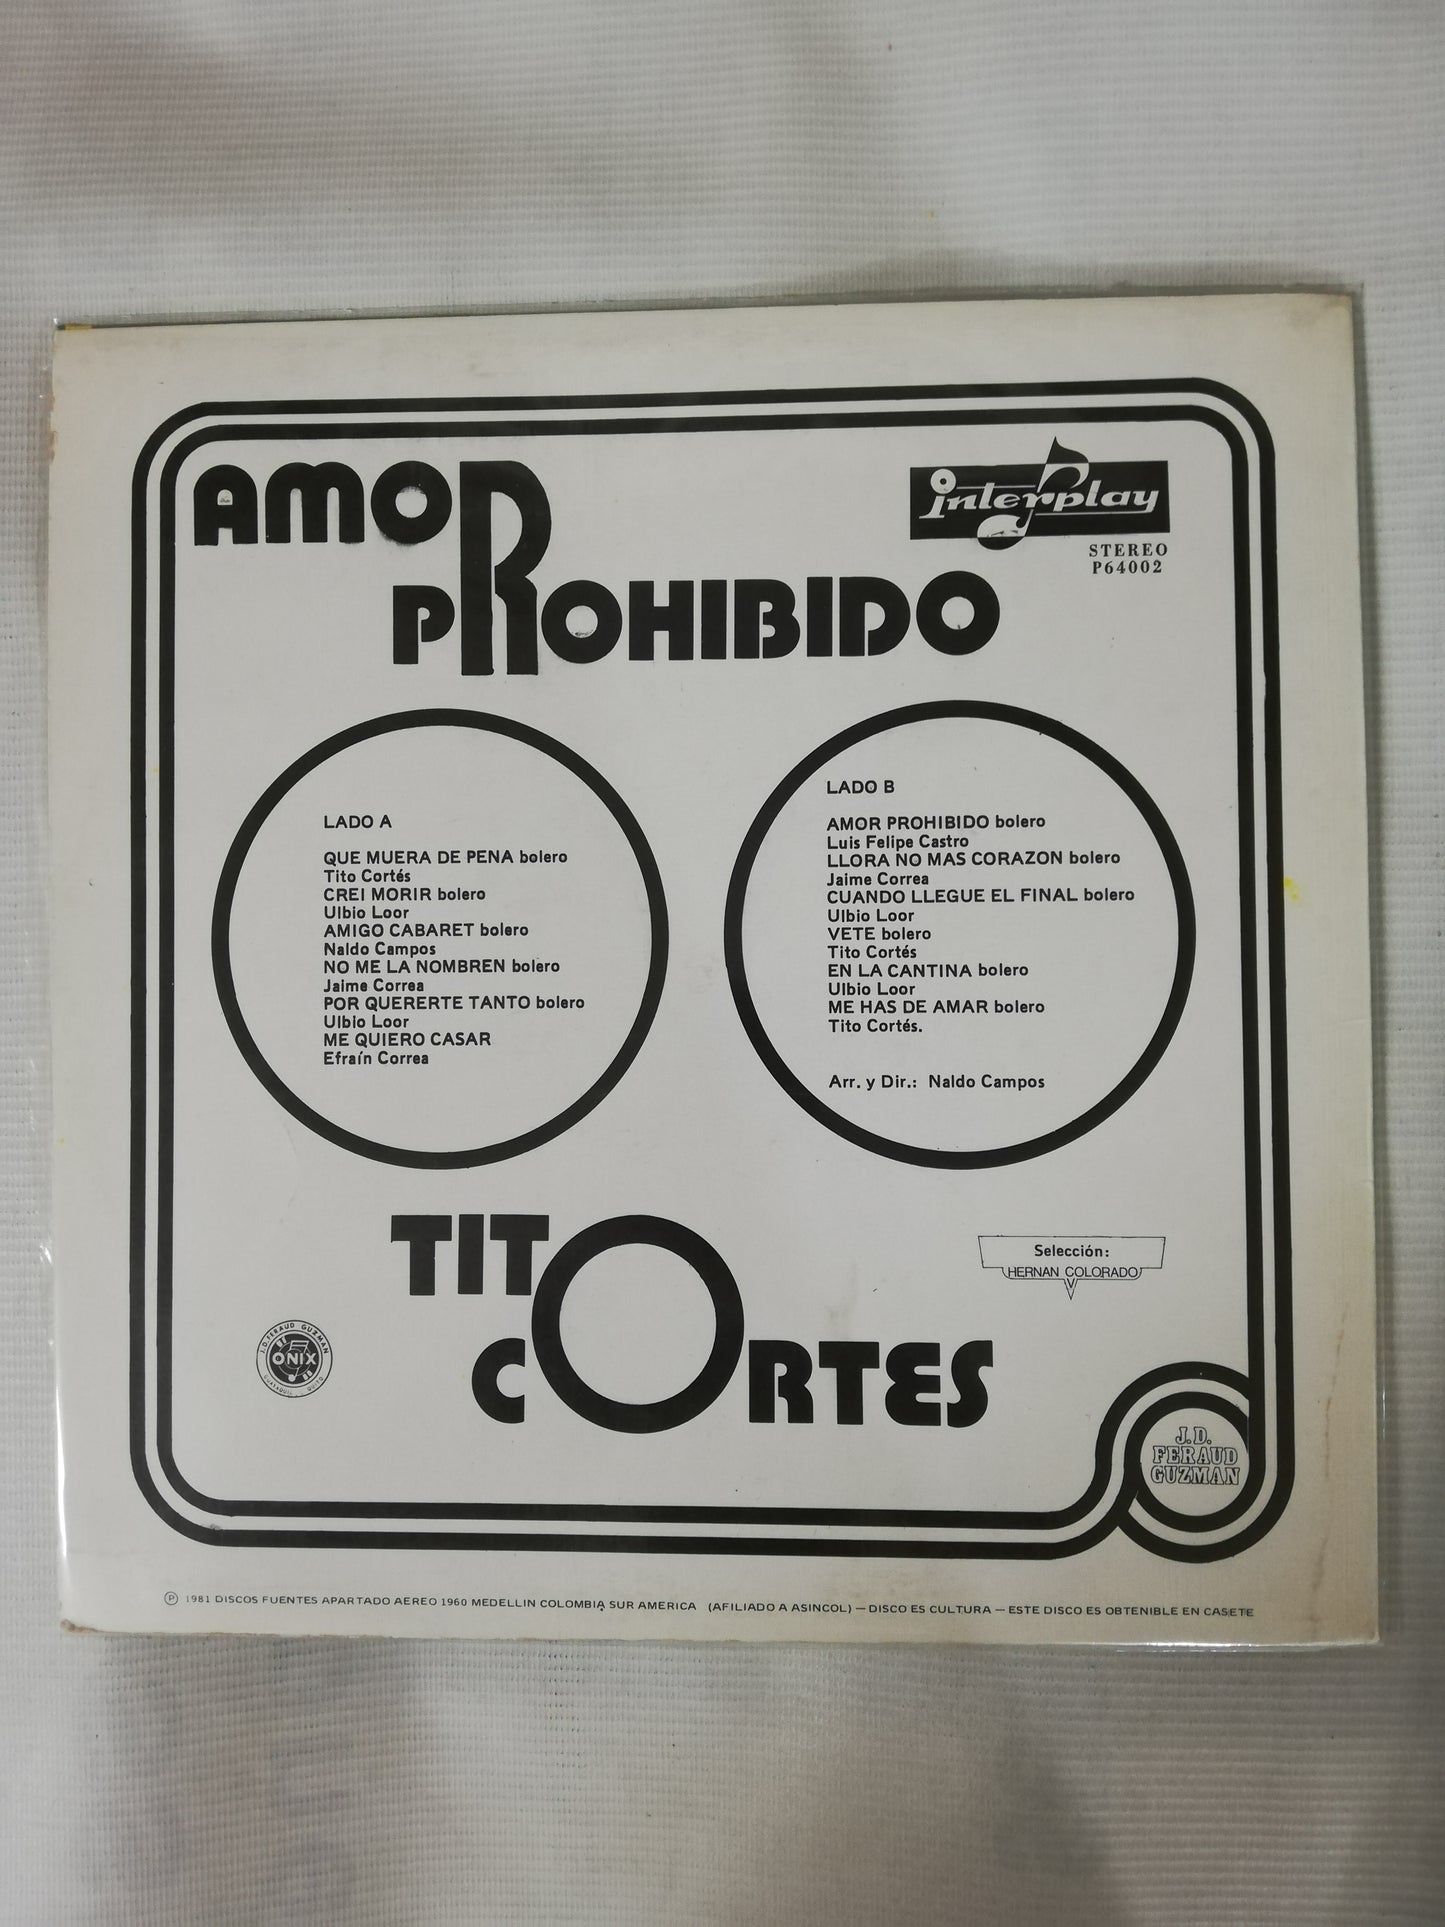 AMOR
PROHIBIDO
interplay
STEREO
P64002
LADO A
QUE MUERA DE PENA bolero
Tito Cortés
CREI MORIR bolero
Ulbio Loor
AMIGO CABARET bolero
Naldo Campos
NO ME LA NOMBREN bolero
Jaime Correa
POR QUERERTE TANTO bolero
Ulbio Loor
ME QUIERO CASAR
Efraín Correa
LADO B
AMOR PROHIBIDO bolero
Luis Felipe Castro
LLORA NO MAS CORAZON bolero
Jaime Correa
CUANDO LLEGUE EL FINAL bolero
Ulbio Loor
VETE bolero
Tito Cortés
EN LA CANTINA bolero
Ulbio Loor
ME HAS DE AMAR bolero
Tito Cortés.
Arr. y Dir.: Naldo Campos
TITO
CORTES
Selección:
HERNAN COLORADO
V
J.D. FERAUD GUZMAN
ONIX
GUAYAQUIL - QUITO
J.D.
FERAUD
GUZMAN
Ⓟ 1981 DISCOS FUENTES APARTADO AEREO 1960 MEDELLIN COLOMBIA SUR AMERICA (AFILIADO A ASINCOL) — DISCO ES CULTURA — ESTE DISCO ES OBTENIBLE EN CASETE